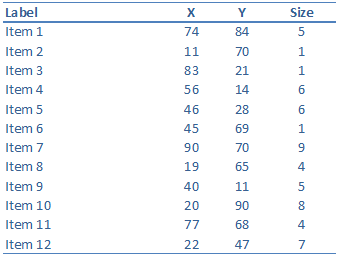 Label X Y Size
Item 1 74 84 5
Item 2 11 70 1
Item 3 83 21 1
Item 4 56 14 6
Item 5 46 28 6
Item 6 45 69 1
Item 7 90 70 9
Item 8 19 65 4
Item 9 40 11 5
Item 10 20 90 8
Item 11 77 68 4
Item 12 22 47 7